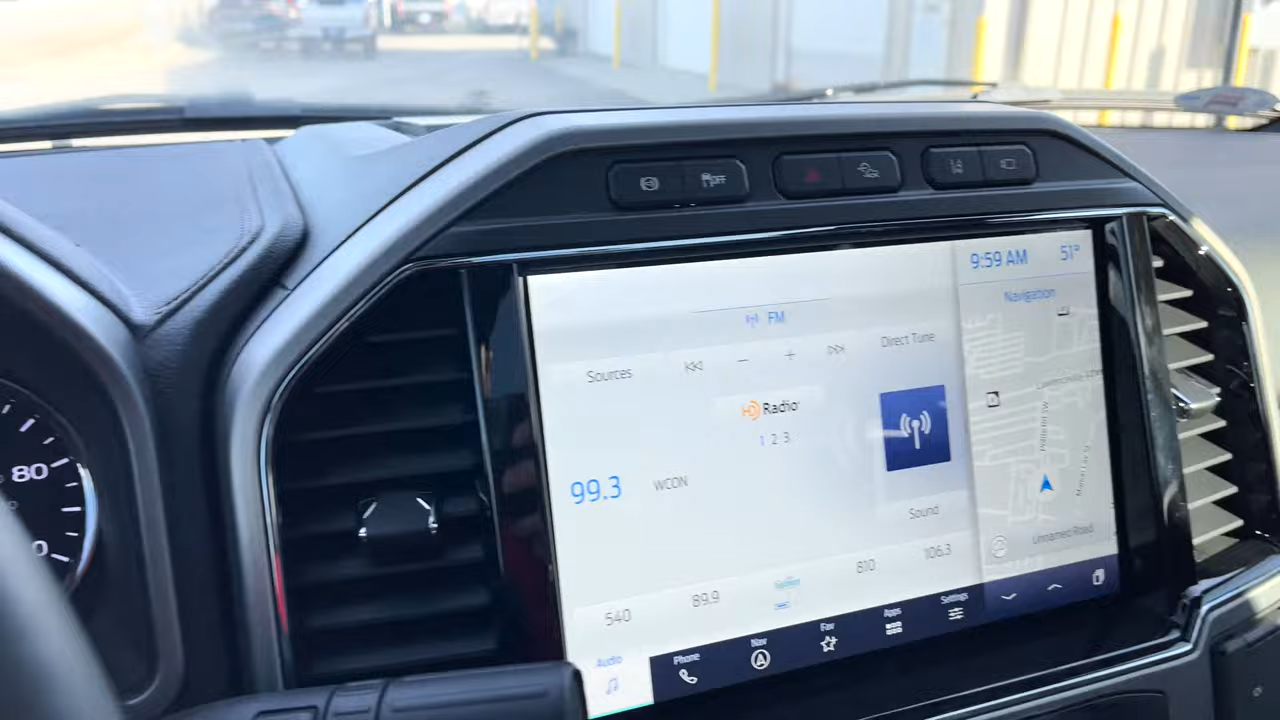 OFF
9:59 AM 51°
FM
Navigation
Direct Tune
Sources
HD Radio
1 2 3
99.3 WCON
Sound
Unnamed Road
540 89.9 810 106.3
Audio Phone Nav Fav Apps Settings
80